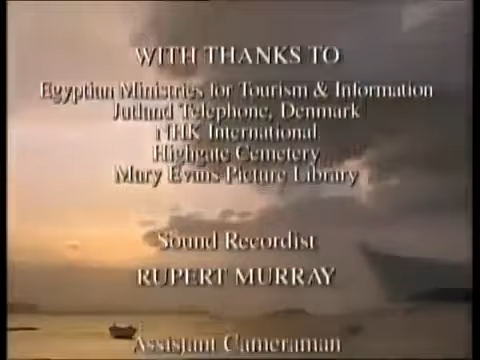 WITH THANKS TO
Egyptian Ministries for Tourism & Information
Jutland Telephone, Denmark
NHK International
Highgate Cemetery
Mary Evans Picture Library
Sound Recordist
RUPERT MURRAY
Assistant Cameraman